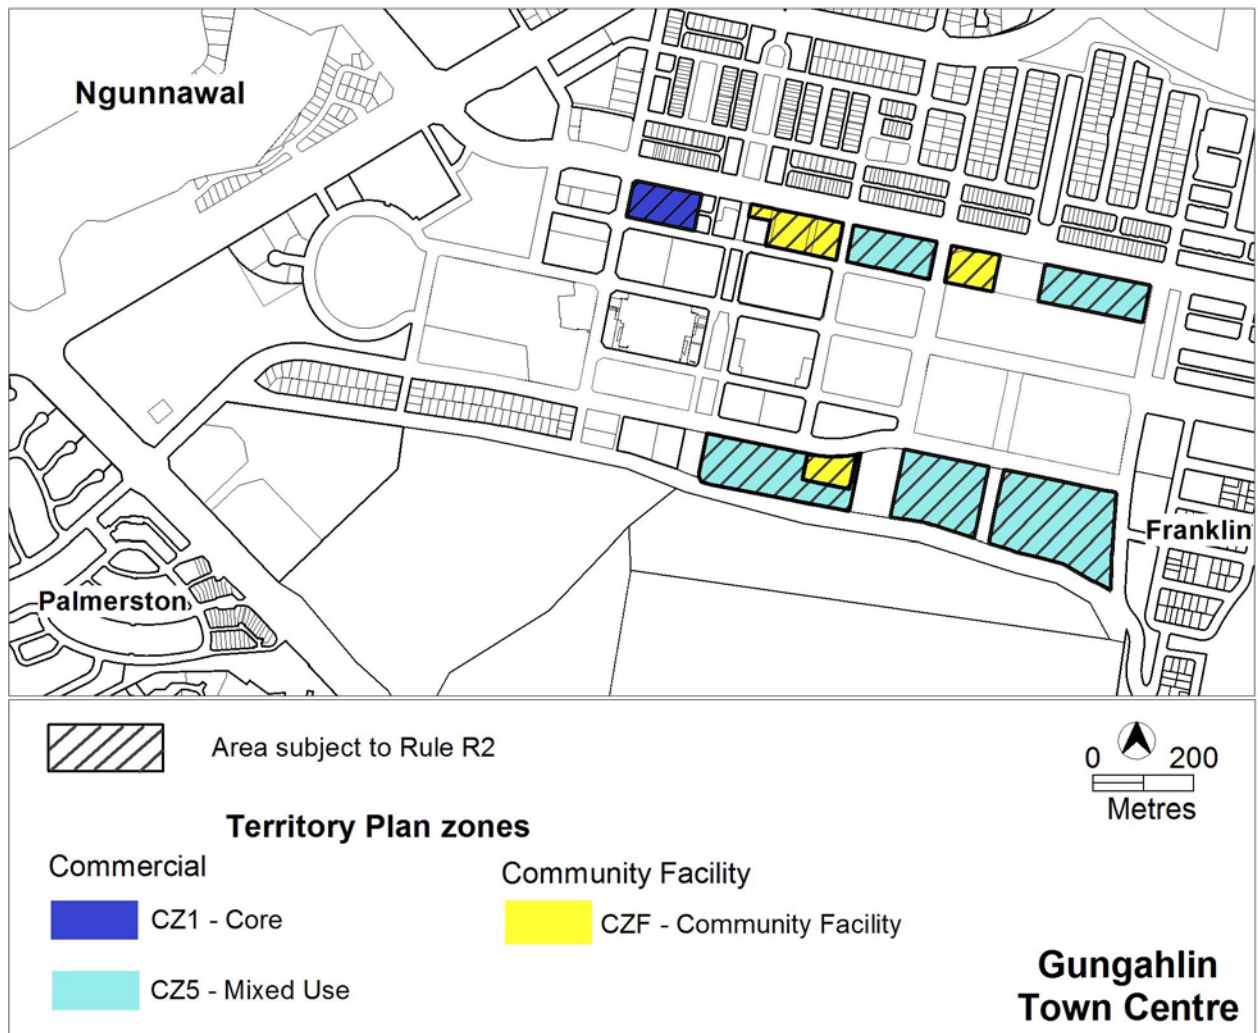 Ngunnawal
Franklin
Palmerston
Area subject to Rule R2
0 200
Metres
Territory Plan zones
Commercial
CZ1 - Core
CZ5 - Mixed Use
Community Facility
CZF - Community Facility
Gungahlin
Town Centre